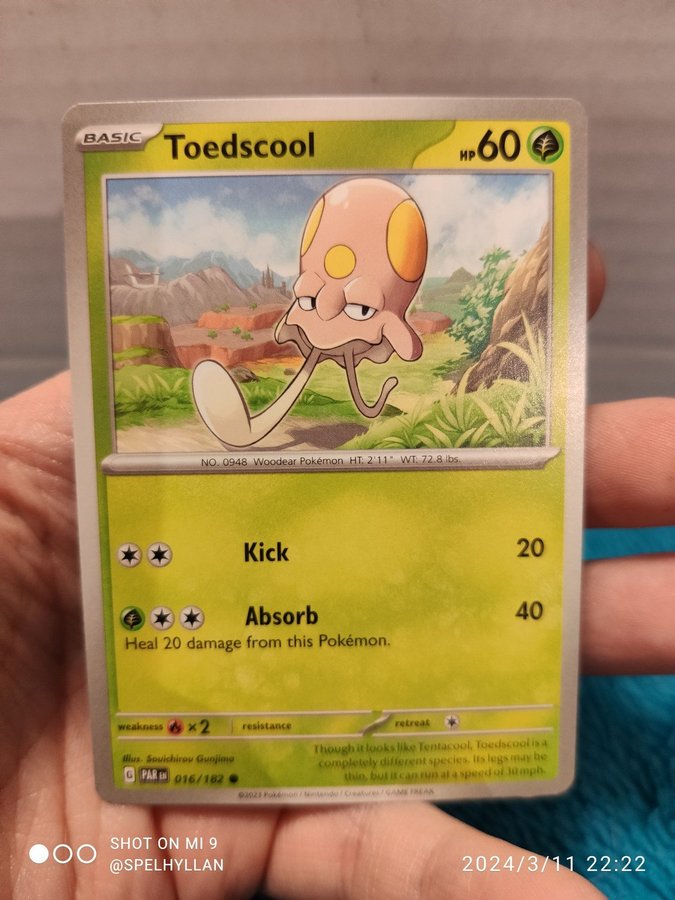 BASIC Toedscool HP 60
NO. 0948 Woodear Pokémon HT: 2'11" WT: 72.8 lbs.
Kick 20
Absorb 40
Heal 20 damage from this Pokémon.
weakness ×2 resistance retreat
Illus. Souichirou Gunjima
G PAR EN 016/182
Though it looks like Tentacool, Toedscool is a
completely different species. Its legs may be
thin, but it can run at a speed of 30 mph.
©2023 Pokémon / Nintendo / Creatures / GAME FREAK
SHOT ON MI 9
@SPELHYLLAN
2024/3/11 22:22